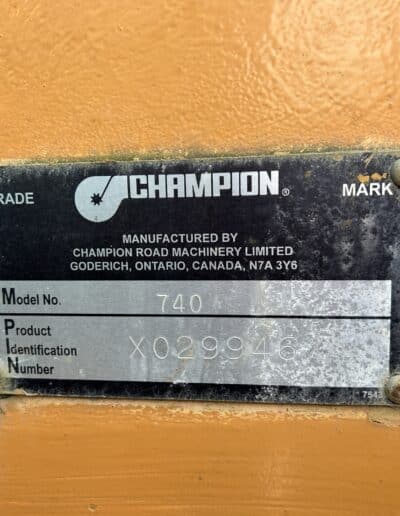 RADE CHAMPION® MARK
MANUFACTURED BY
CHAMPION ROAD MACHINERY LIMITED
GODERICH, ONTARIO, CANADA, N7A 3Y6
Model No. 740
Product
Identification X029946
Number
754